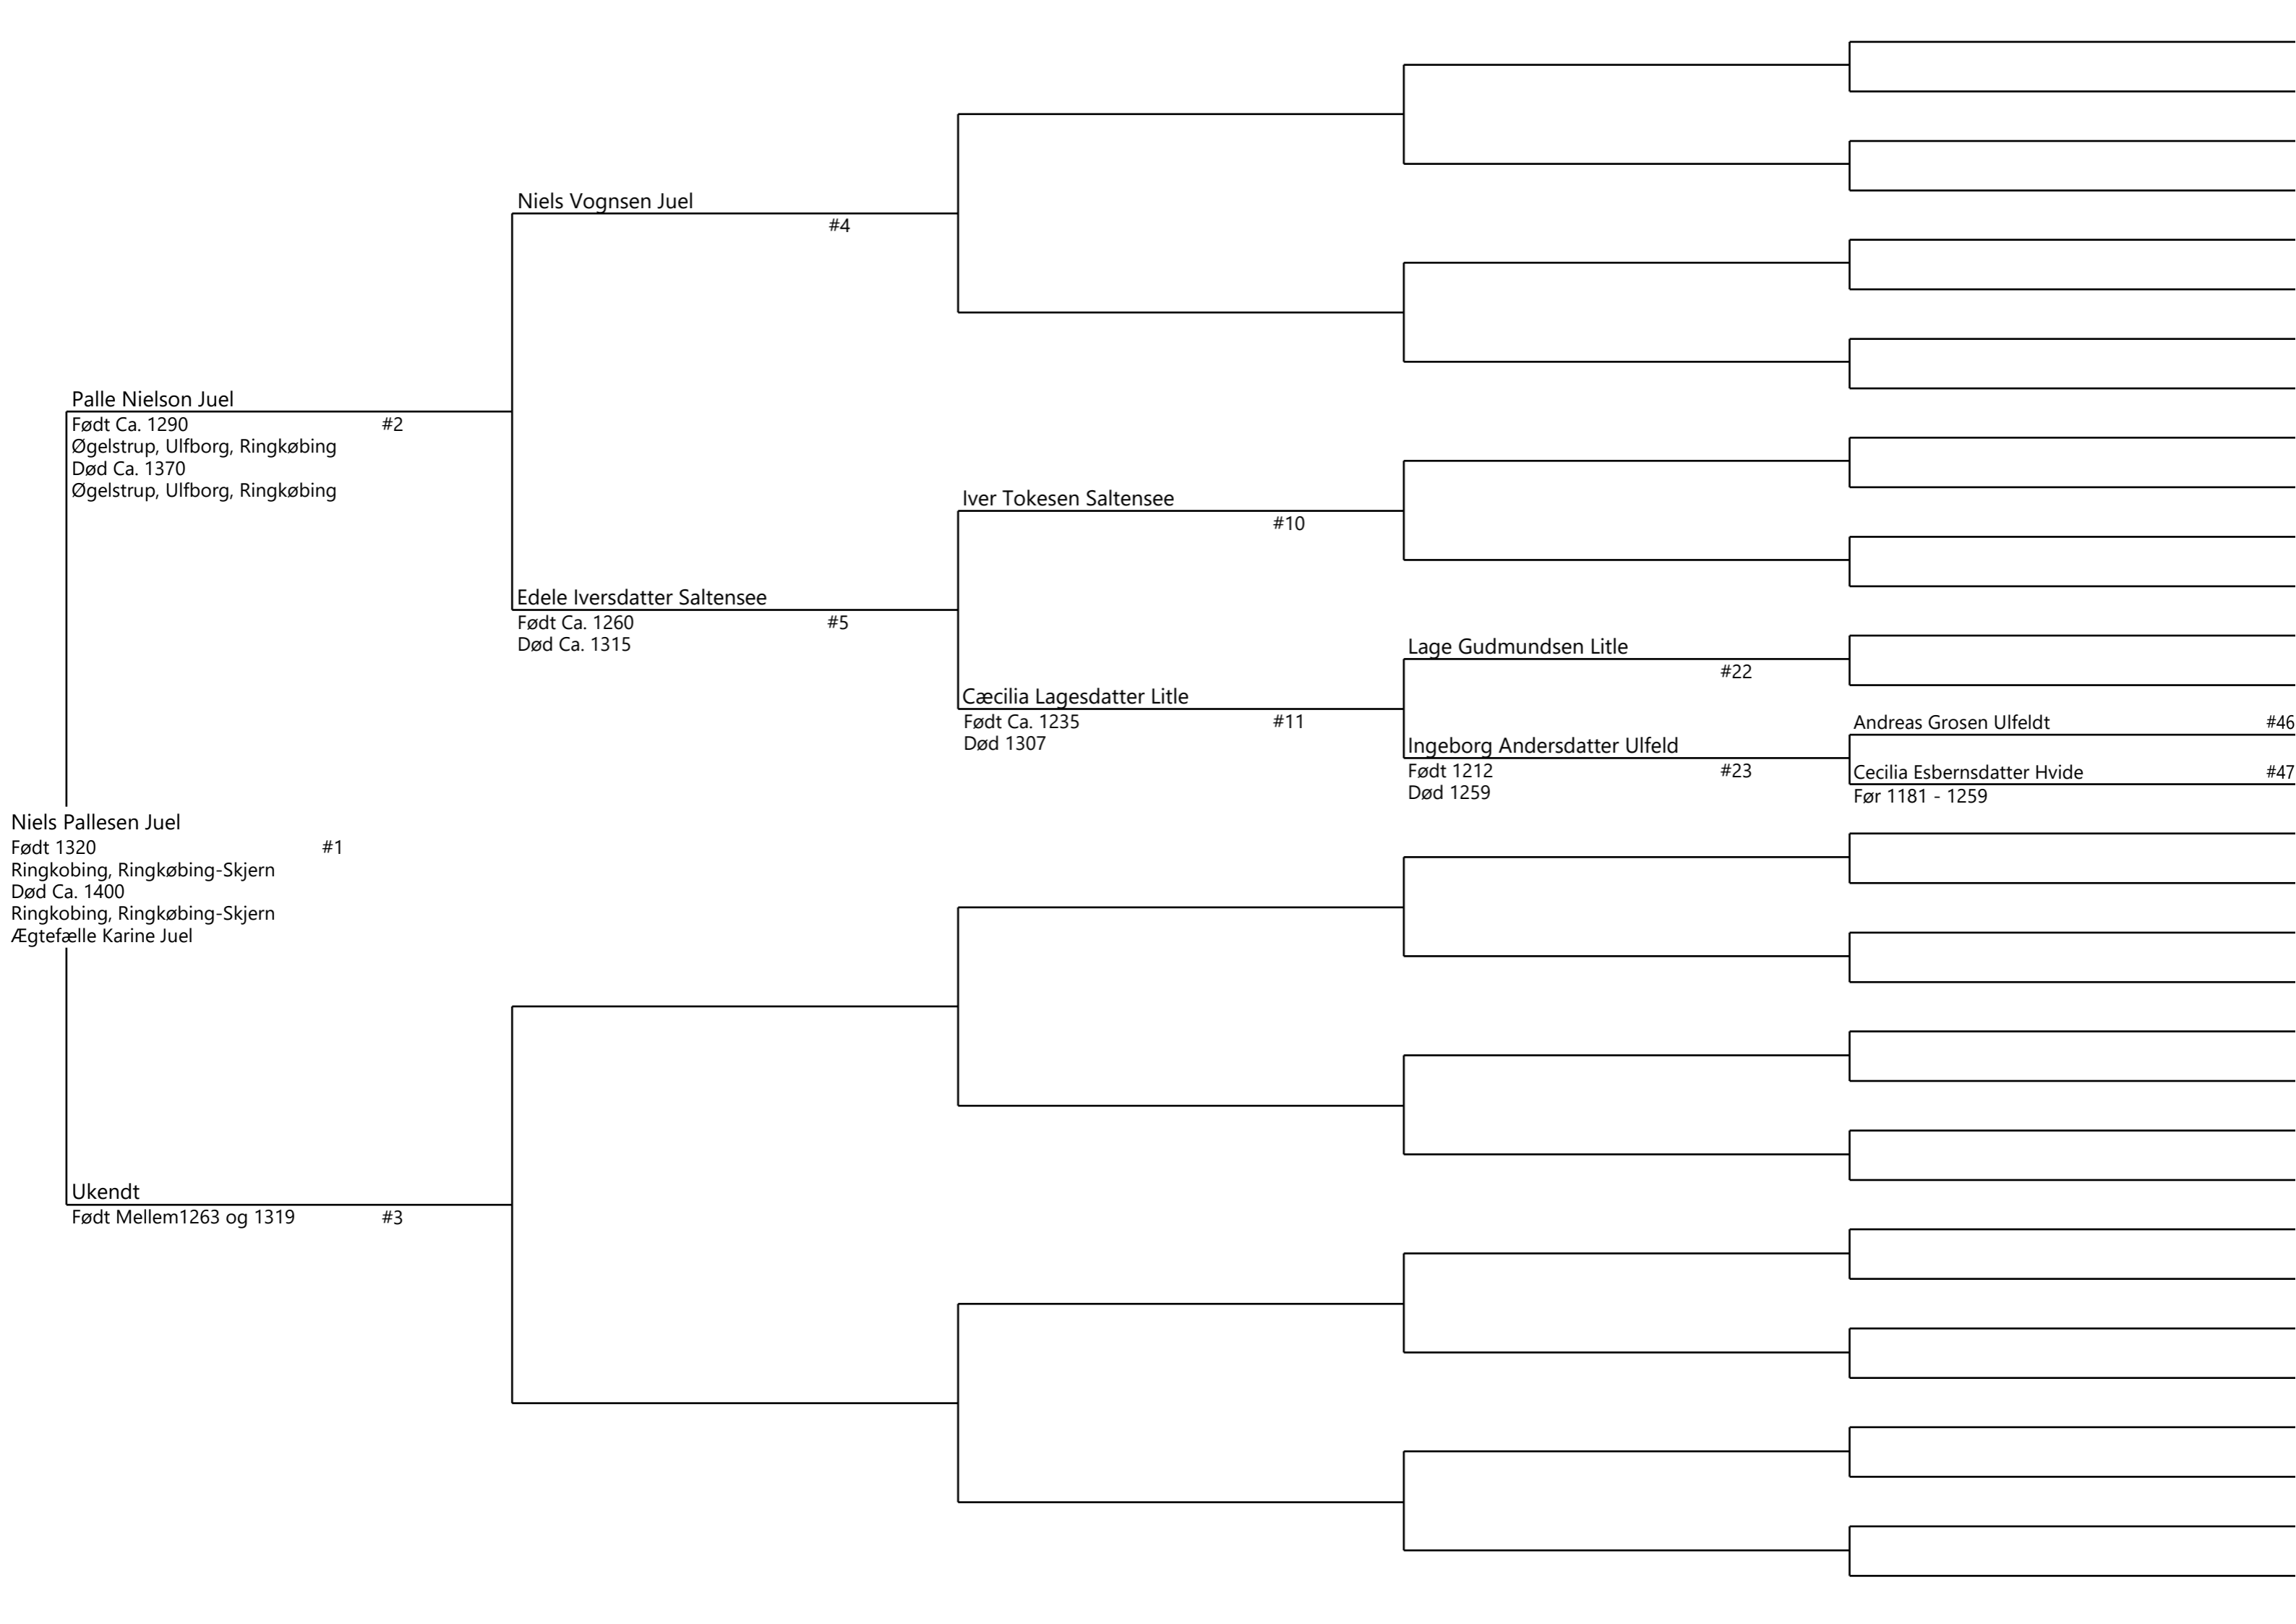 Niels Vognsen Juel
#4
Palle Nielson Juel
Født Ca. 1290 #2
Øgelstrup, Ulfborg, Ringkøbing
Død Ca. 1370
Øgelstrup, Ulfborg, Ringkøbing
Iver Tokesen Saltensee
#10
Edele Iversdatter Saltensee
Født Ca. 1260 #5
Død Ca. 1315
Lage Gudmundsen Litle
#22
Cæcilia Lagesdatter Litle
Født Ca. 1235 #11
Død 1307
Andreas Grosen Ulfeldt #46
Ingeborg Andersdatter Ulfeld
Født 1212 #23
Død 1259
Cecilia Esbernsdatter Hvide #47
Før 1181 - 1259
Niels Pallesen Juel
Født 1320 #1
Ringkobing, Ringkøbing-Skjern
Død Ca. 1400
Ringkobing, Ringkøbing-Skjern
Ægtefælle Karine Juel
Ukendt
Født Mellem1263 og 1319 #3